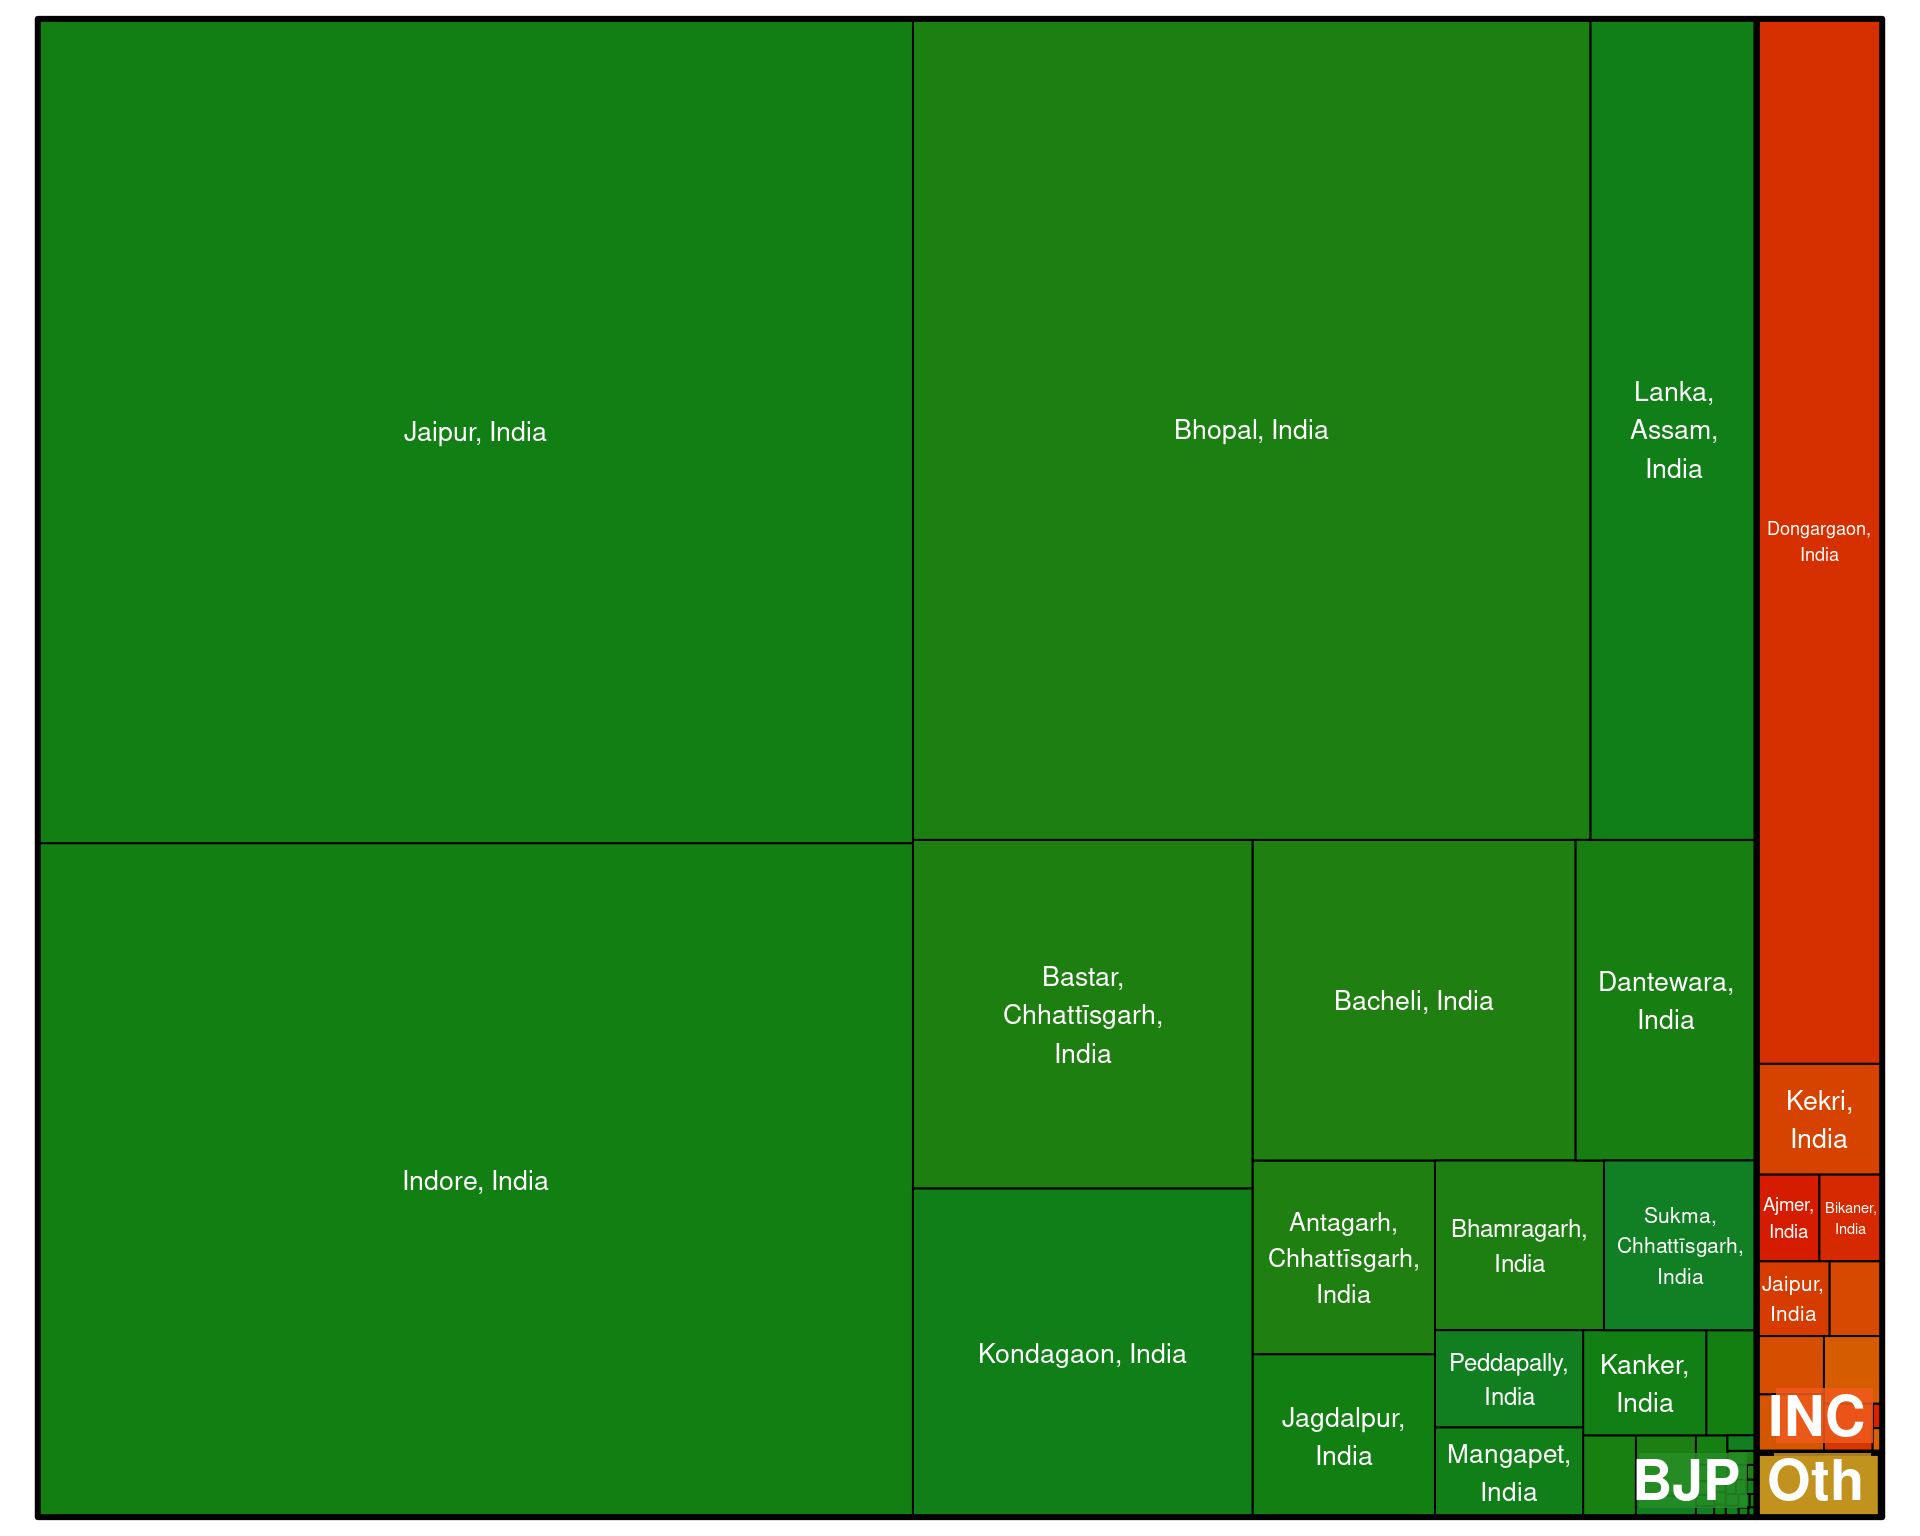 Jaipur, India
Bhopal, India
Lanka,
Assam,
India
Dongargaon,
India
Indore, India
Bastar,
Chhattīsgarh,
India
Bacheli, India
Dantewara,
India
Kekri,
India
Kondagaon, India
Antagarh,
Chhattīsgarh,
India
Bhamragarh,
India
Sukma,
Chhattīsgarh,
India
Ajmer,
India
Bikaner,
India
Jaipur,
India
Jagdalpur,
India
Peddapally,
India
Kanker,
India
Mangapet,
India
INC
BJP
Oth